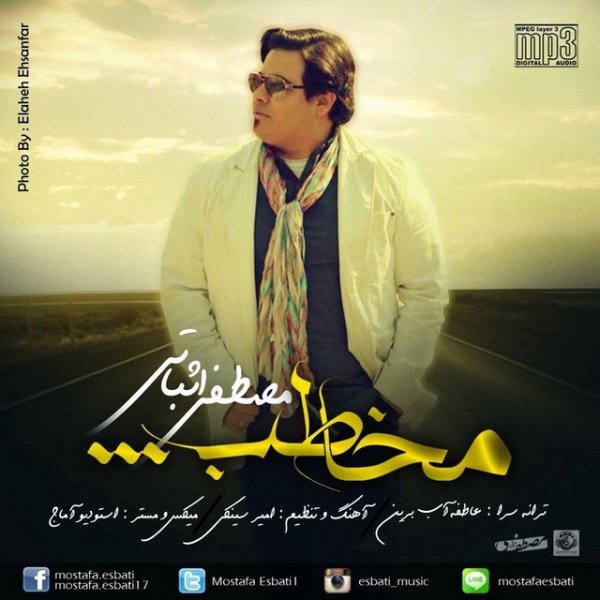 Photo By : Elaheh Ehsanfar
MPEG layer 3
mp3
DIGITAL AUDIO
مصطفی اثباتی
مخاطب...
ترانه سرا : عاطفه آب برین / آهنگ و تنظیم : امیر سینکی / میکس و مستر : استودیو آماج
mostafa.esbati
mostafa.esbati17
Mostafa Esbati1
esbati_music
LINE
mostafaesbati